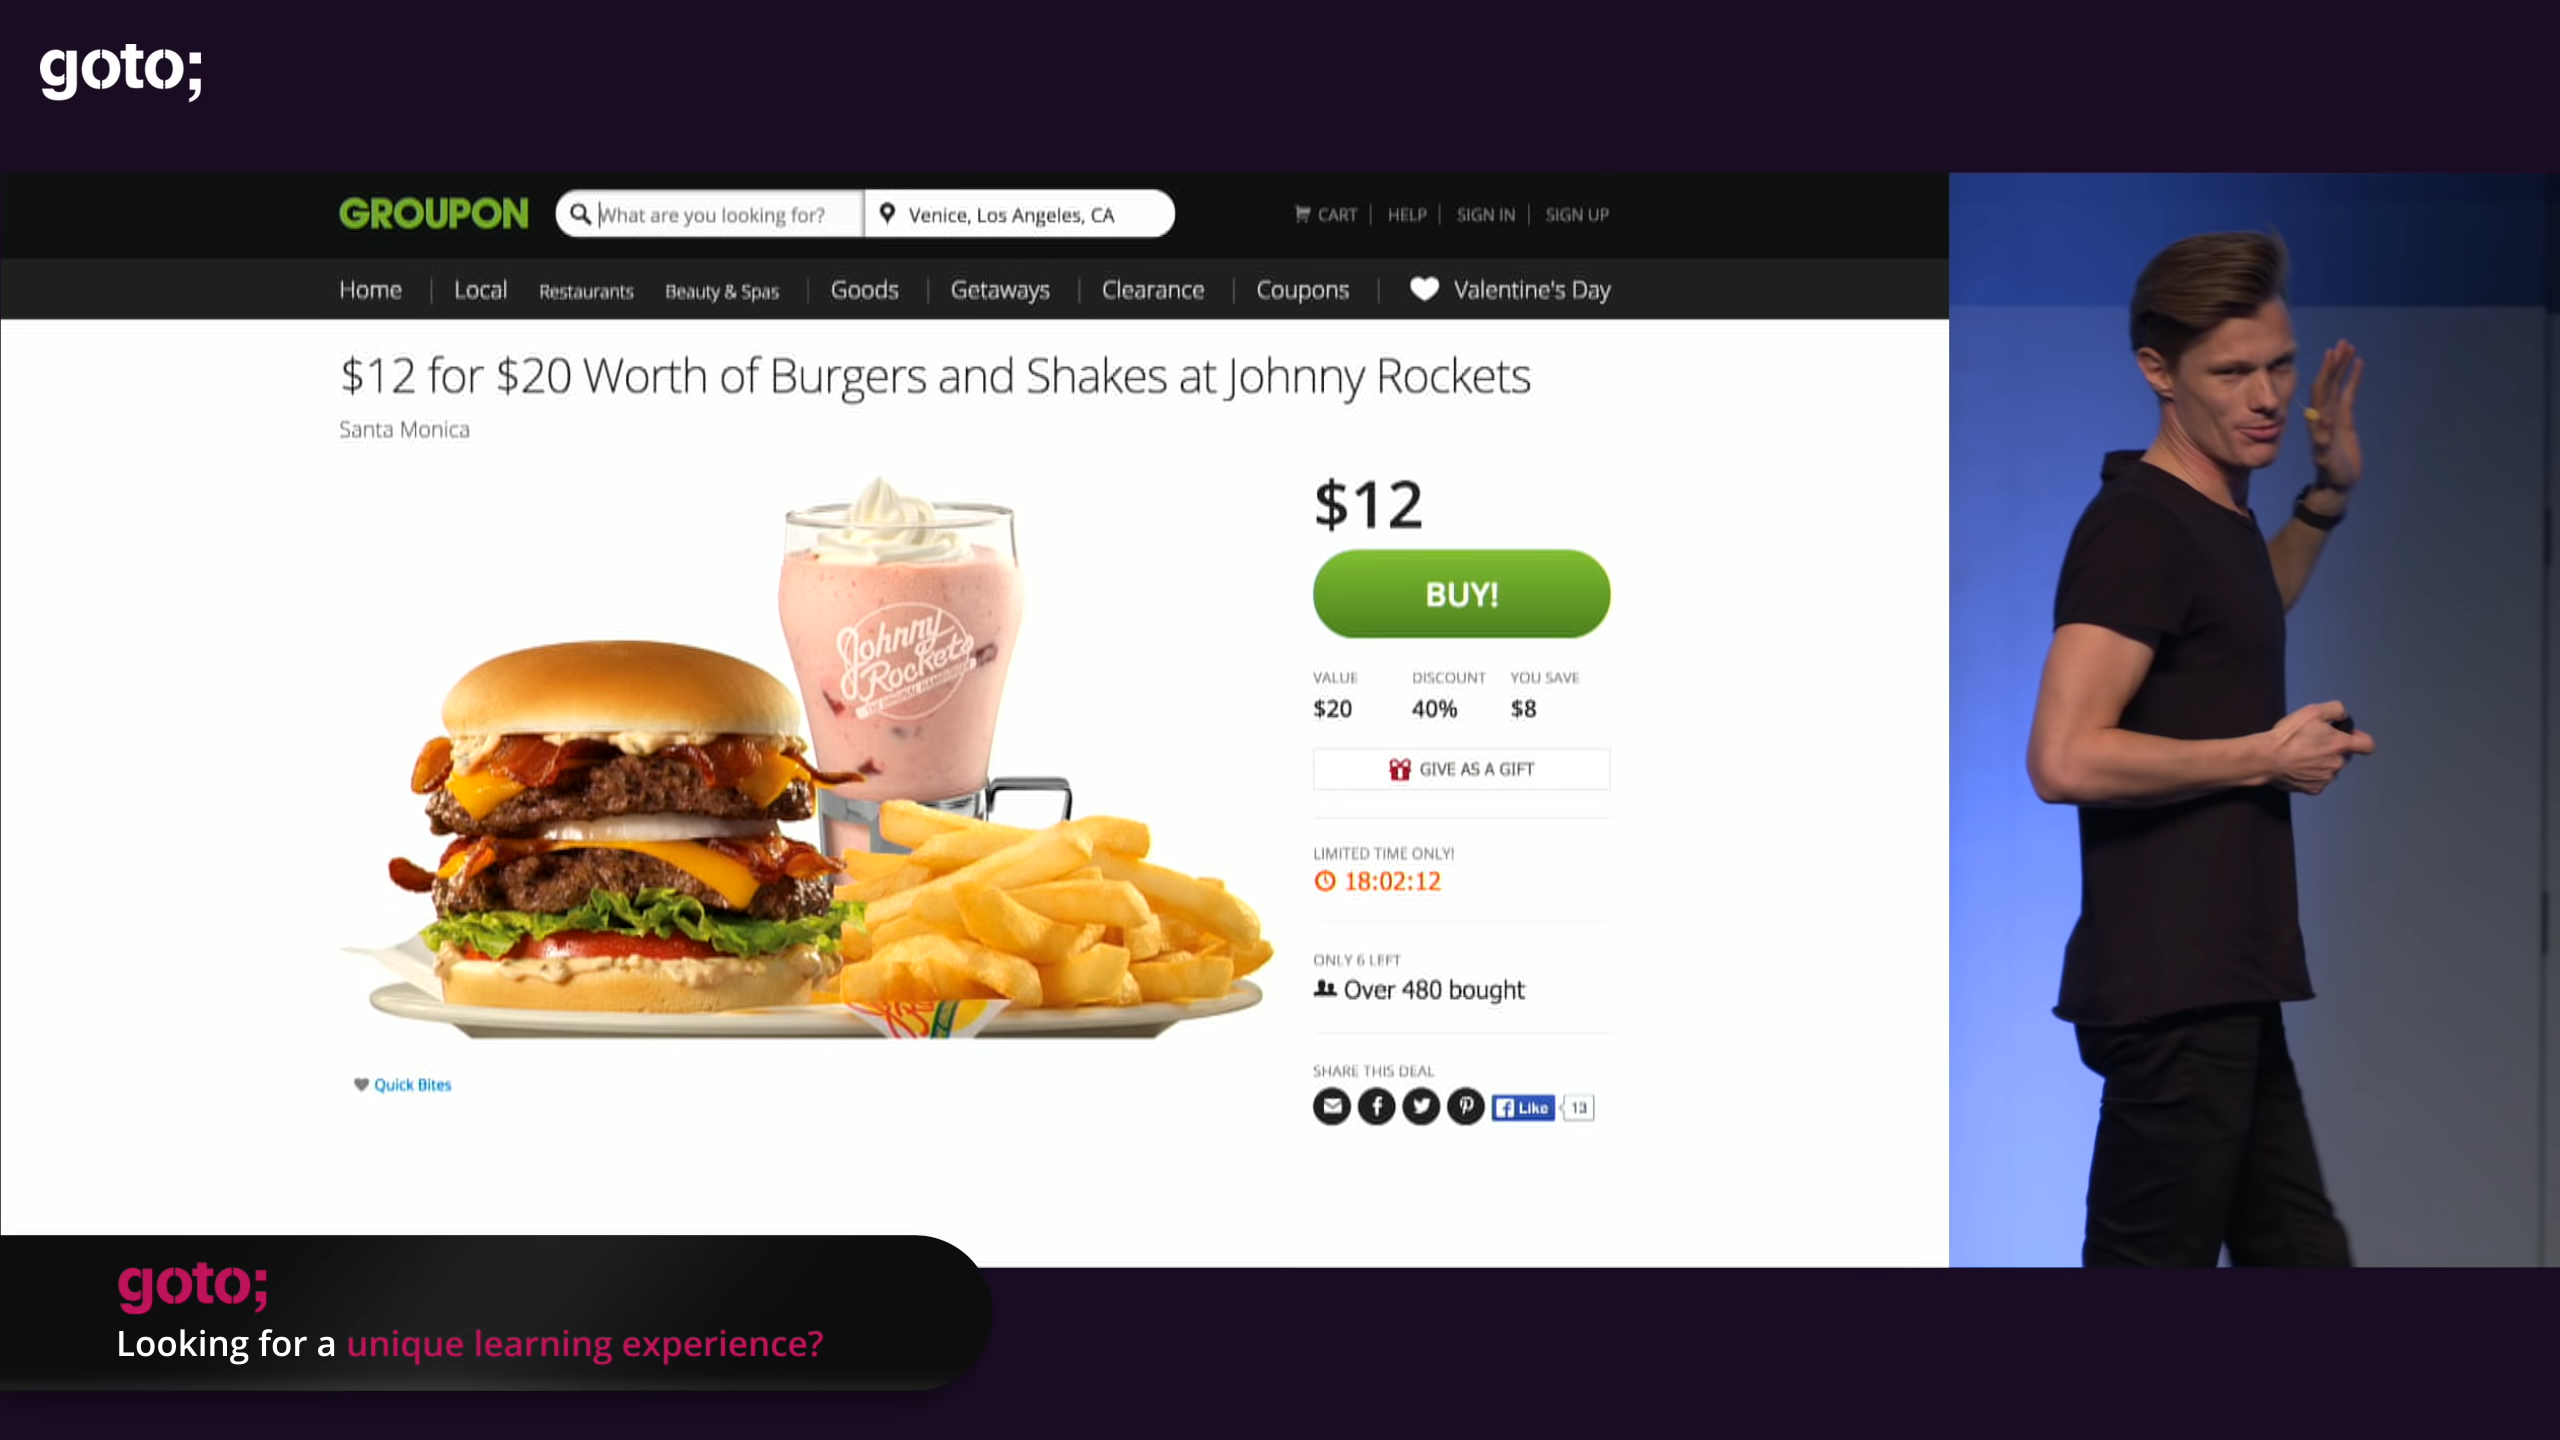 goto;
GROUPON
What are you looking for?
Venice, Los Angeles, CA
CART HELP SIGN IN SIGN UP
Home Local Restaurants Beauty & Spas Goods Getaways Clearance Coupons Valentine's Day
$12 for $20 Worth of Burgers and Shakes at Johnny Rockets
Santa Monica
$12
BUY!
VALUE DISCOUNT YOU SAVE
$20 40% $8
GIVE AS A GIFT
LIMITED TIME ONLY!
18:02:12
ONLY 6 LEFT
Over 480 bought
SHARE THIS DEAL
Like 13
Johnny
Rockets
Quick Bites
goto;
Looking for a unique learning experience?